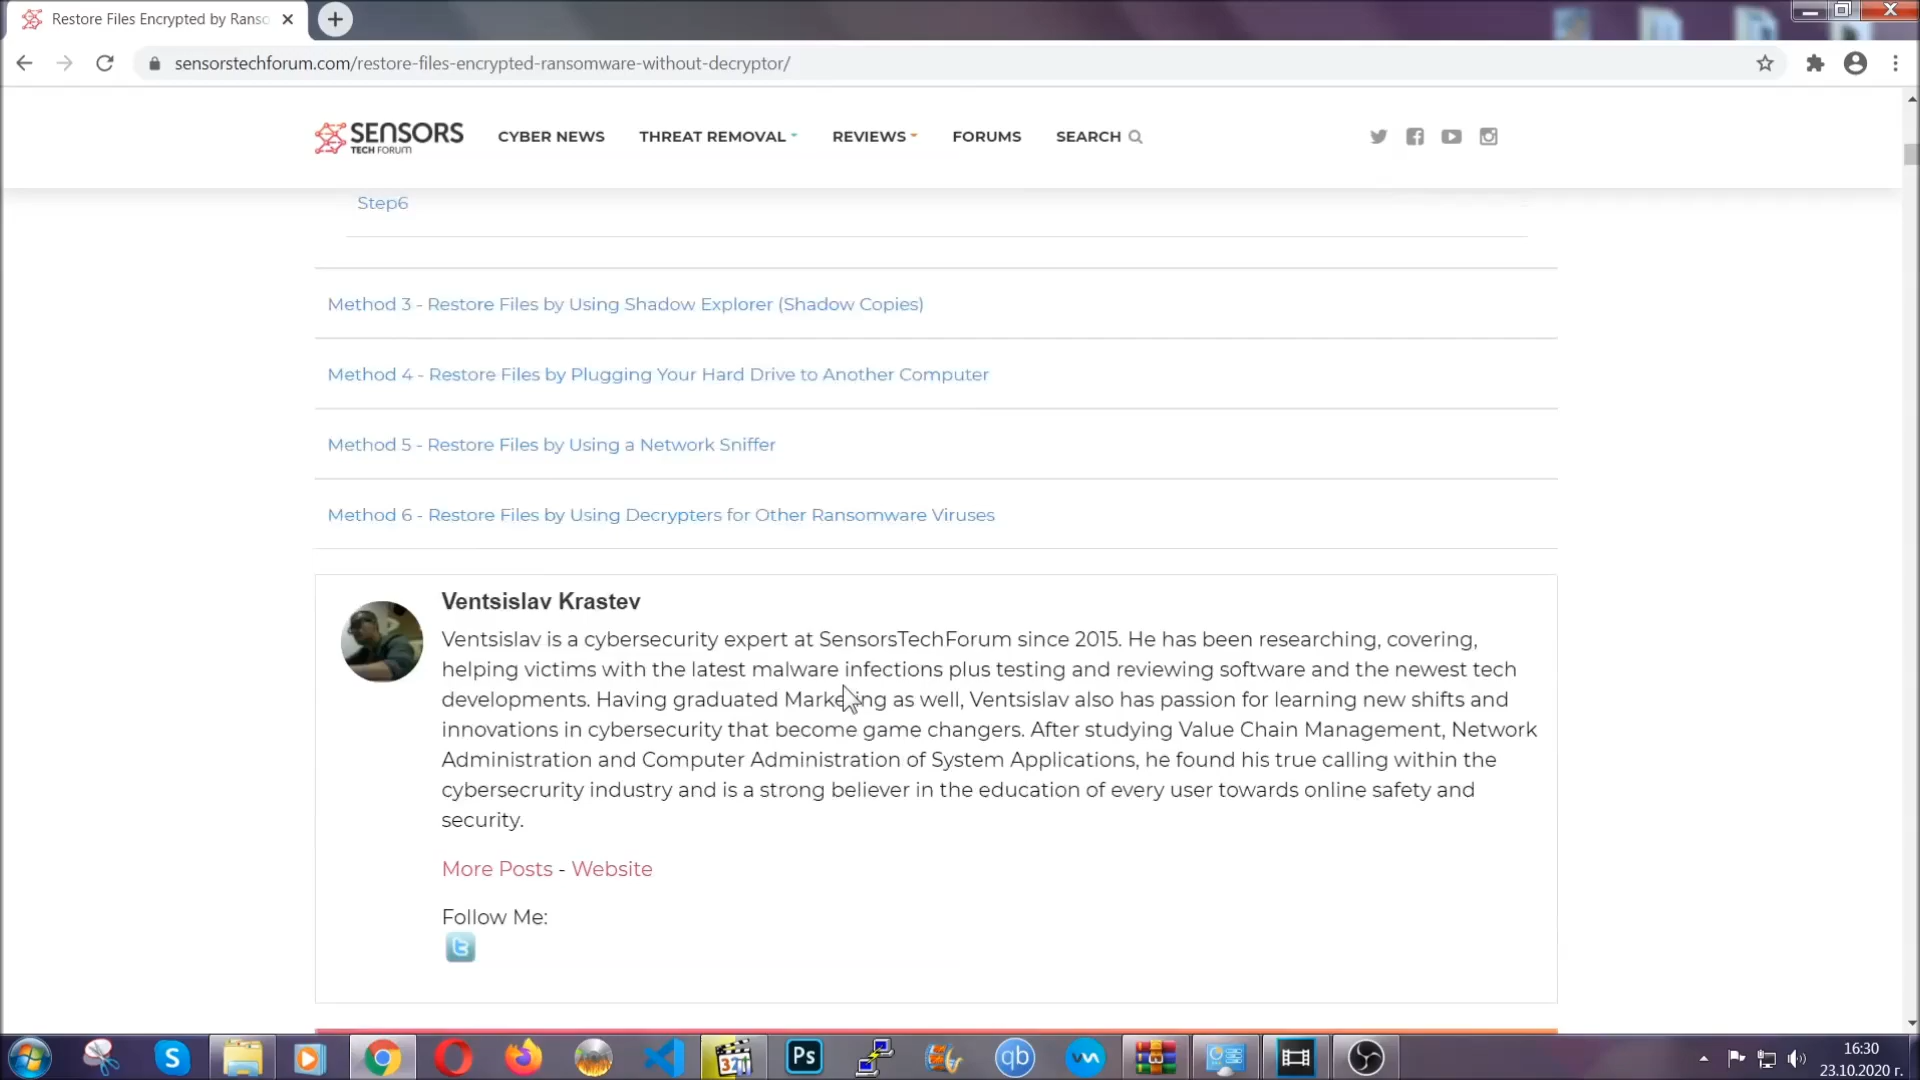 Restore Files Encrypted by Ranso
sensorstechforum.com/restore-files-encrypted-ransomware-without-decryptor/
SENSORS
TECH FORUM
CYBER NEWS
THREAT REMOVAL
REVIEWS
FORUMS
SEARCH
Step6
Method 3 - Restore Files by Using Shadow Explorer (Shadow Copies)
Method 4 - Restore Files by Plugging Your Hard Drive to Another Computer
Method 5 - Restore Files by Using a Network Sniffer
Method 6 - Restore Files by Using Decrypters for Other Ransomware Viruses
Ventsislav Krastev
Ventsislav is a cybersecurity expert at SensorsTechForum since 2015. He has been researching, covering,
helping victims with the latest malware infections plus testing and reviewing software and the newest tech
developments. Having graduated Marketing as well, Ventsislav also has passion for learning new shifts and
innovations in cybersecurity that become game changers. After studying Value Chain Management, Network
Administration and Computer Administration of System Applications, he found his true calling within the
cybersecrurity industry and is a strong believer in the education of every user towards online safety and
security.
More Posts - Website
Follow Me:
S
321
Ps
qb
16:30
23.10.2020 г.